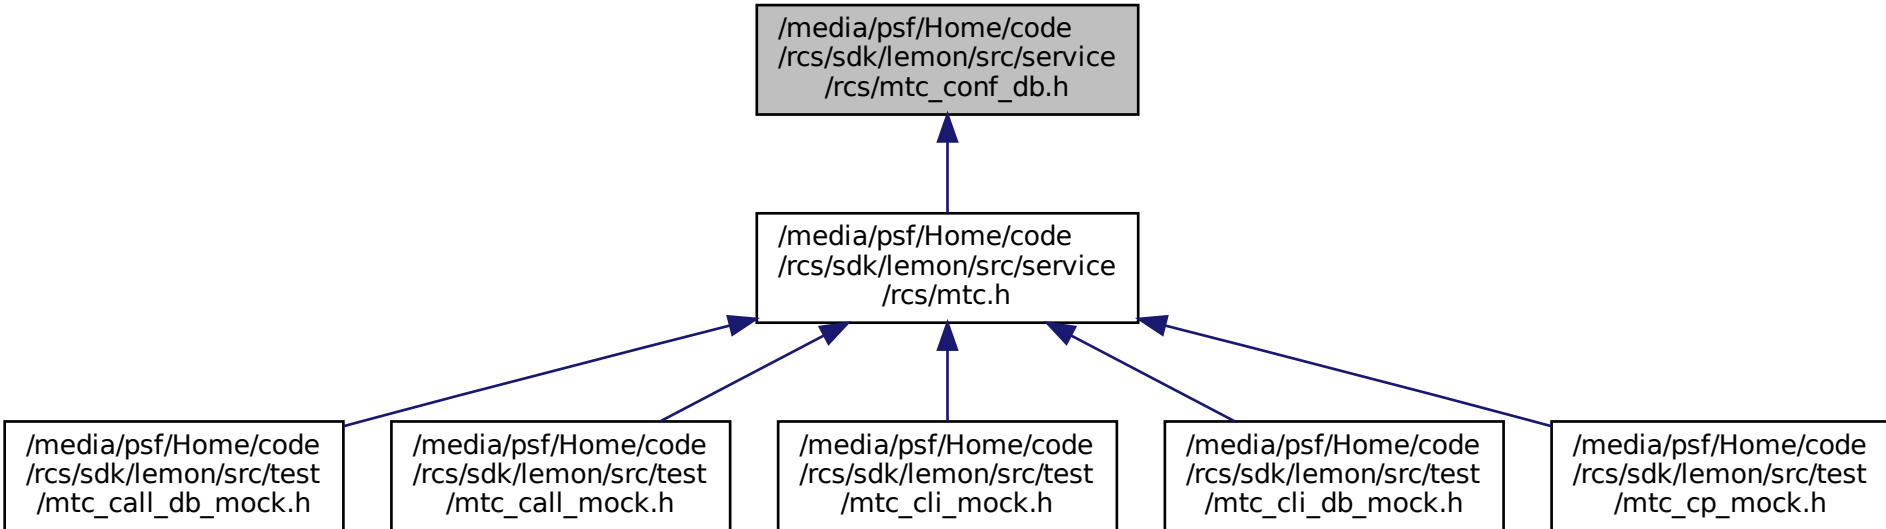 /media/psf/Home/code
/rcs/sdk/lemon/src/service
/rcs/mtc_conf_db.h
/media/psf/Home/code
/rcs/sdk/lemon/src/service
/rcs/mtc.h
/media/psf/Home/code
/rcs/sdk/lemon/src/test
/mtc_call_db_mock.h
/media/psf/Home/code
/rcs/sdk/lemon/src/test
/mtc_call_mock.h
/media/psf/Home/code
/rcs/sdk/lemon/src/test
/mtc_cli_mock.h
/media/psf/Home/code
/rcs/sdk/lemon/src/test
/mtc_cli_db_mock.h
/media/psf/Home/code
/rcs/sdk/lemon/src/test
/mtc_cp_mock.h